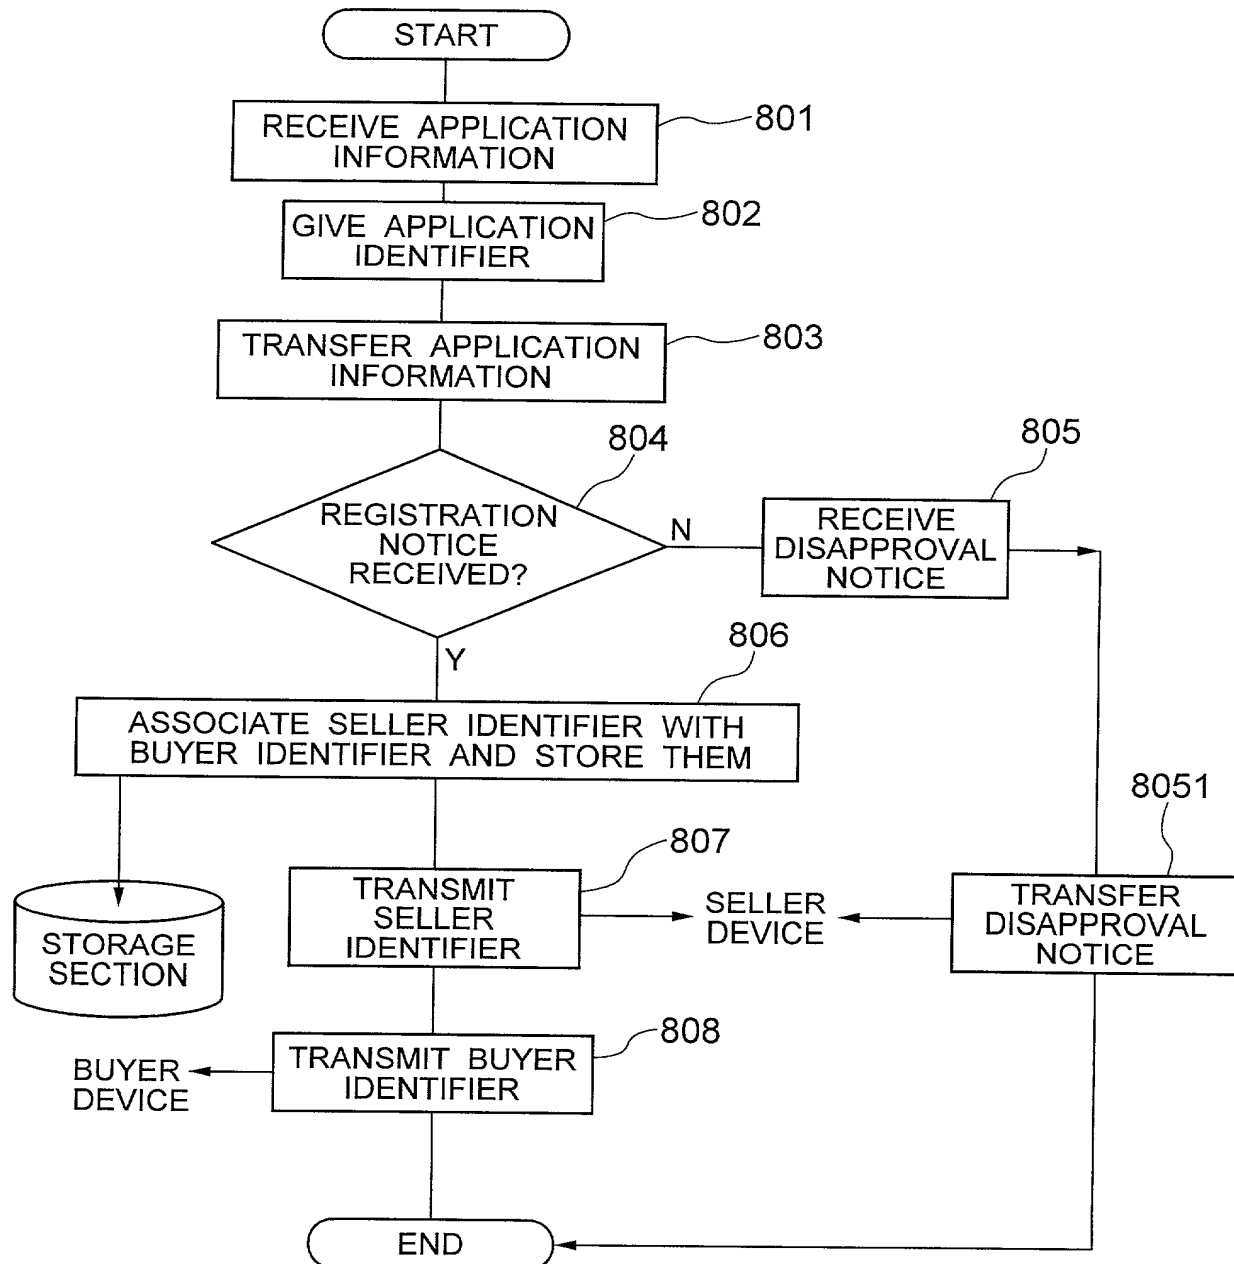 START
801
RECEIVE APPLICATION
INFORMATION
802
GIVE APPLICATION
IDENTIFIER
803
TRANSFER APPLICATION
INFORMATION
804
REGISTRATION
NOTICE
RECEIVED?
N
805
RECEIVE
DISAPPROVAL
NOTICE
Y
806
ASSOCIATE SELLER IDENTIFIER WITH
BUYER IDENTIFIER AND STORE THEM
STORAGE
SECTION
807
TRANSMIT
SELLER
IDENTIFIER
SELLER
DEVICE
8051
TRANSFER
DISAPPROVAL
NOTICE
808
TRANSMIT BUYER
IDENTIFIER
BUYER
DEVICE
END